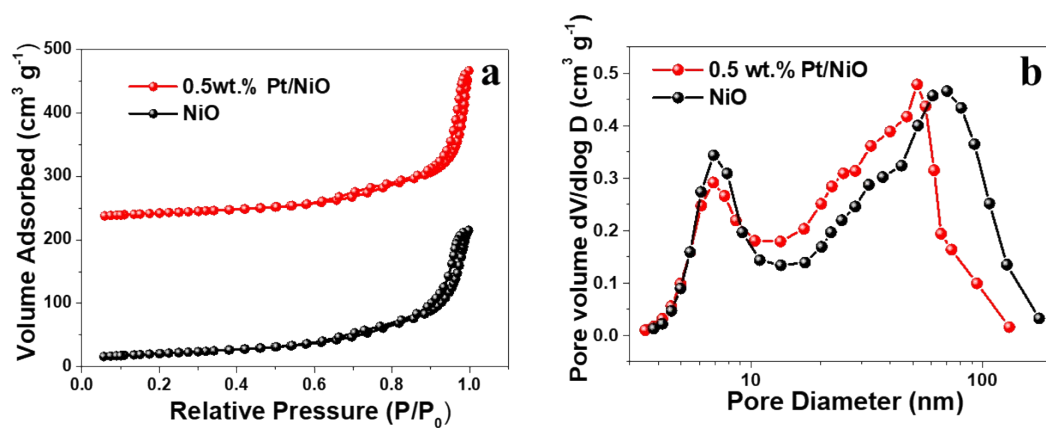 a
0.5wt.% Pt/NiO
NiO
Volume Adsorbed (cm³ g⁻¹)
500
400
300
200
100
0
0.0 0.2 0.4 0.6 0.8 1.0
Relative Pressure (P/P₀)
b
0.5 wt.% Pt/NiO
NiO
Pore volume dV/dlog D (cm³ g⁻¹)
0.5
0.4
0.3
0.2
0.1
0.0
10 100
Pore Diameter (nm)